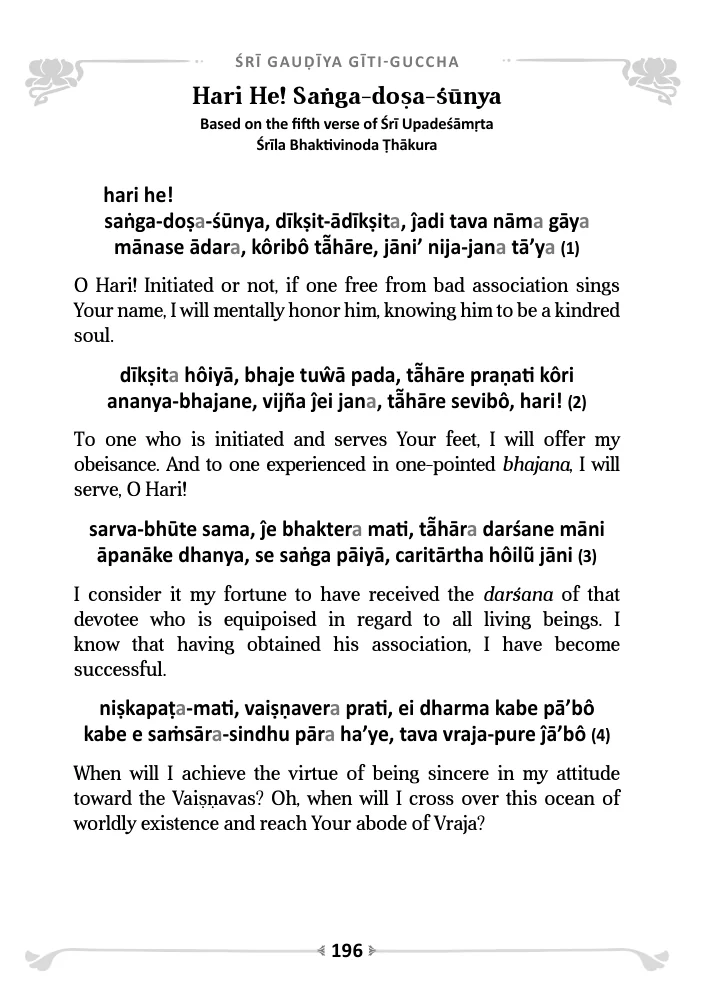 ŚRĪ GAUḌĪYA GĪTI-GUCCHA
Hari He! Saṅga-doṣa-śūnya
Based on the fifth verse of Śrī Upadeśāmṛta
Śrīla Bhaktivinoda Ṭhākura
hari he!
saṅga-doṣa-śūnya, dīkṣit-ādīkṣita, ĵadi tava nāma gāya
mānase ādara, kôribô tā̃hāre, jāni’ nija-jana tā’ya (1)
O Hari! Initiated or not, if one free from bad association sings
Your name, I will mentally honor him, knowing him to be a kindred
soul.
dīkṣita hôiyā, bhaje tuŵā pada, tā̃hāre praṇati kôri
ananya-bhajane, vijña ĵei jana, tā̃hāre sevibô, hari! (2)
To one who is initiated and serves Your feet, I will offer my
obeisance. And to one experienced in one-pointed bhajana, I will
serve, O Hari!
sarva-bhūte sama, ĵe bhaktera mati, tā̃hāra darśane māni
āpanāke dhanya, se saṅga pāiyā, caritārtha hôilũ jāni (3)
I consider it my fortune to have received the darśana of that
devotee who is equipoised in regard to all living beings. I
know that having obtained his association, I have become
successful.
niṣkapaṭa-mati, vaiṣṇavera prati, ei dharma kabe pā’bô
kabe e saṁsāra-sindhu pāra ha’ye, tava vraja-pure ĵā’bô (4)
When will I achieve the virtue of being sincere in my attitude
toward the Vaiṣṇavas? Oh, when will I cross over this ocean of
worldly existence and reach Your abode of Vraja?
196